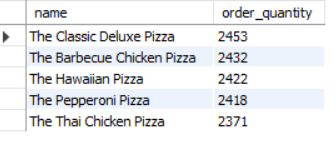 name order_quantity
The Classic Deluxe Pizza 2453
The Barbecue Chicken Pizza 2432
The Hawaiian Pizza 2422
The Pepperoni Pizza 2418
The Thai Chicken Pizza 2371